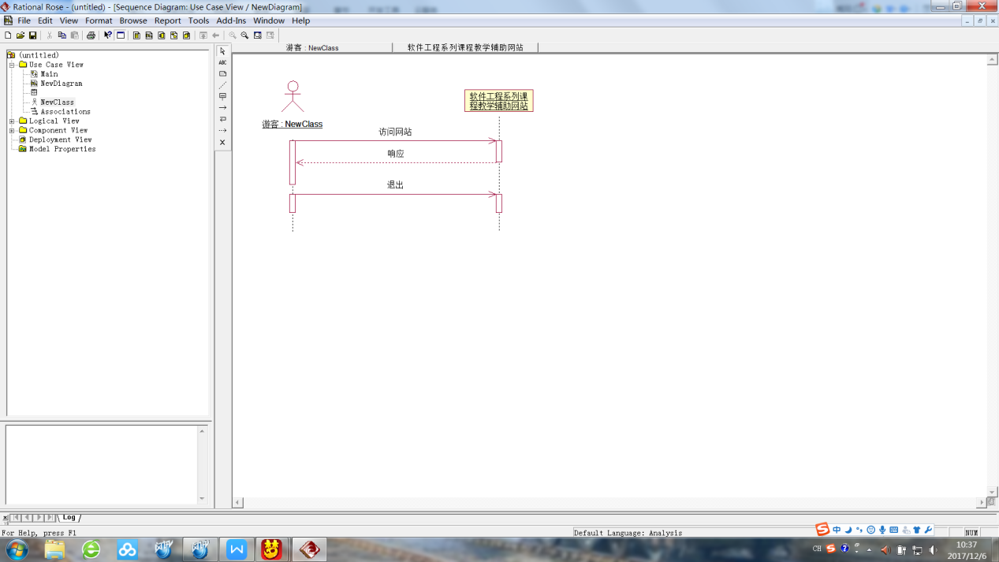 Rational Rose - (untitled) - [Sequence Diagram: Use Case View / NewDiagram]
File Edit View Format Browse Report Tools Add-Ins Window Help
游客 : NewClass
软件工程系列课程教学辅助网站
(untitled)
Use Case View
Main
NewDiagram
NewClass
Associations
Logical View
Component View
Deployment View
Model Properties
ABC
软件工程系列课
程教学辅助网站
游客 : NewClass
访问网站
响应
退出
Log
For Help, press F1
Default Language: Analysis
NUM
中
CH
10:37
2017/12/6